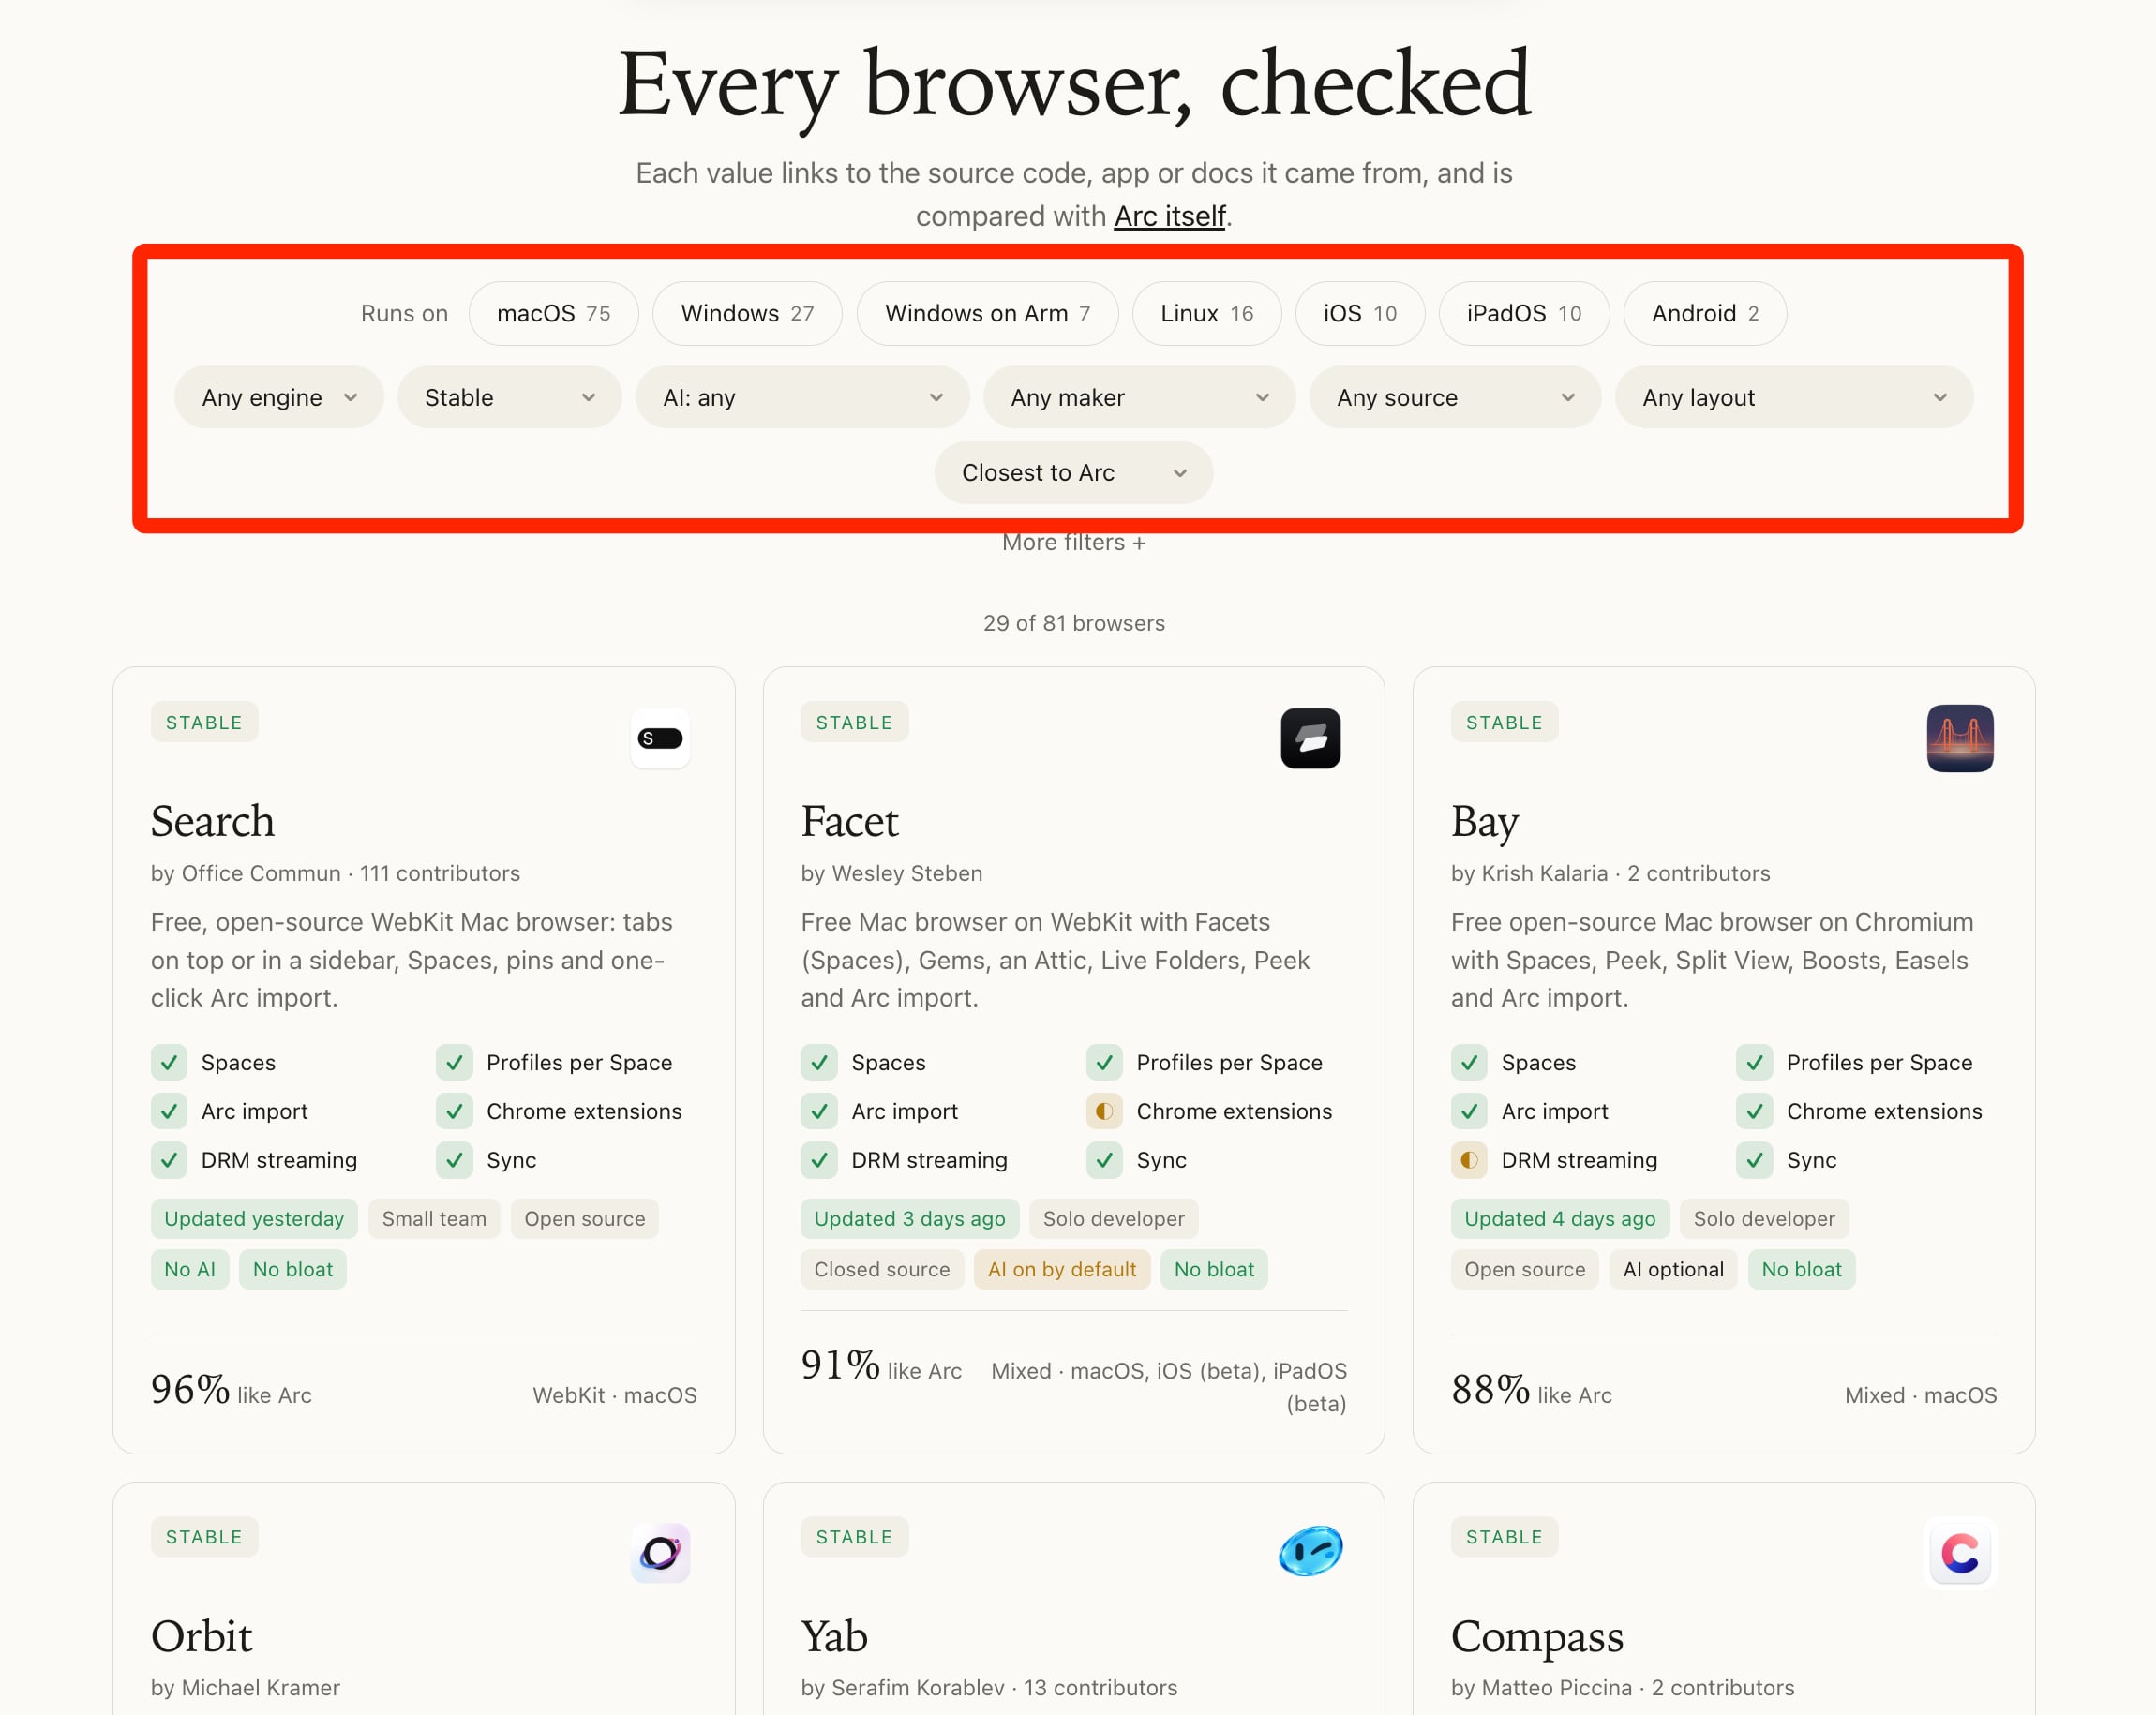 Every browser, checked
Each value links to the source code, app or docs it came from, and is
compared with Arc itself.
Runs on macOS 75 Windows 27 Windows on Arm 7 Linux 16 iOS 10 iPadOS 10 Android 2
Any engine Stable AI: any Any maker Any source Any layout
Closest to Arc
More filters +
29 of 81 browsers
STABLE
S
Search
by Office Commun · 111 contributors
Free, open-source WebKit Mac browser: tabs
on top or in a sidebar, Spaces, pins and one-
click Arc import.
Spaces Profiles per Space
Arc import Chrome extensions
DRM streaming Sync
Updated yesterday Small team Open source
No AI No bloat
96% like Arc WebKit · macOS
STABLE
Facet
by Wesley Steben
Free Mac browser on WebKit with Facets
(Spaces), Gems, an Attic, Live Folders, Peek
and Arc import.
Spaces Profiles per Space
Arc import Chrome extensions
DRM streaming Sync
Updated 3 days ago Solo developer
Closed source AI on by default No bloat
91% like Arc Mixed · macOS, iOS (beta), iPadOS
(beta)
STABLE
Bay
by Krish Kalaria · 2 contributors
Free open-source Mac browser on Chromium
with Spaces, Peek, Split View, Boosts, Easels
and Arc import.
Spaces Profiles per Space
Arc import Chrome extensions
DRM streaming Sync
Updated 4 days ago Solo developer
Open source AI optional No bloat
88% like Arc Mixed · macOS
STABLE
Orbit
by Michael Kramer
STABLE
Yab
by Serafim Korablev · 13 contributors
STABLE
C
Compass
by Matteo Piccina · 2 contributors